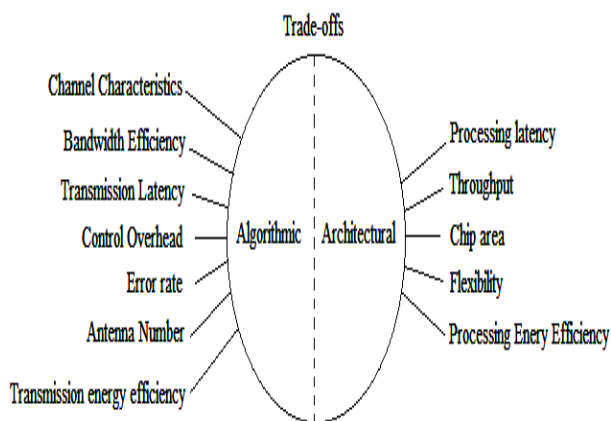 Trade-offs
Channel Characteristics
Bandwidth Efficiency
Transmission Latency
Control Overhead
Error rate
Antenna Number
Transmission energy efficiency
Algorithmic
Architectural
Processing latency
Throughput
Chip area
Flexibility
Processing Enery Efficiency